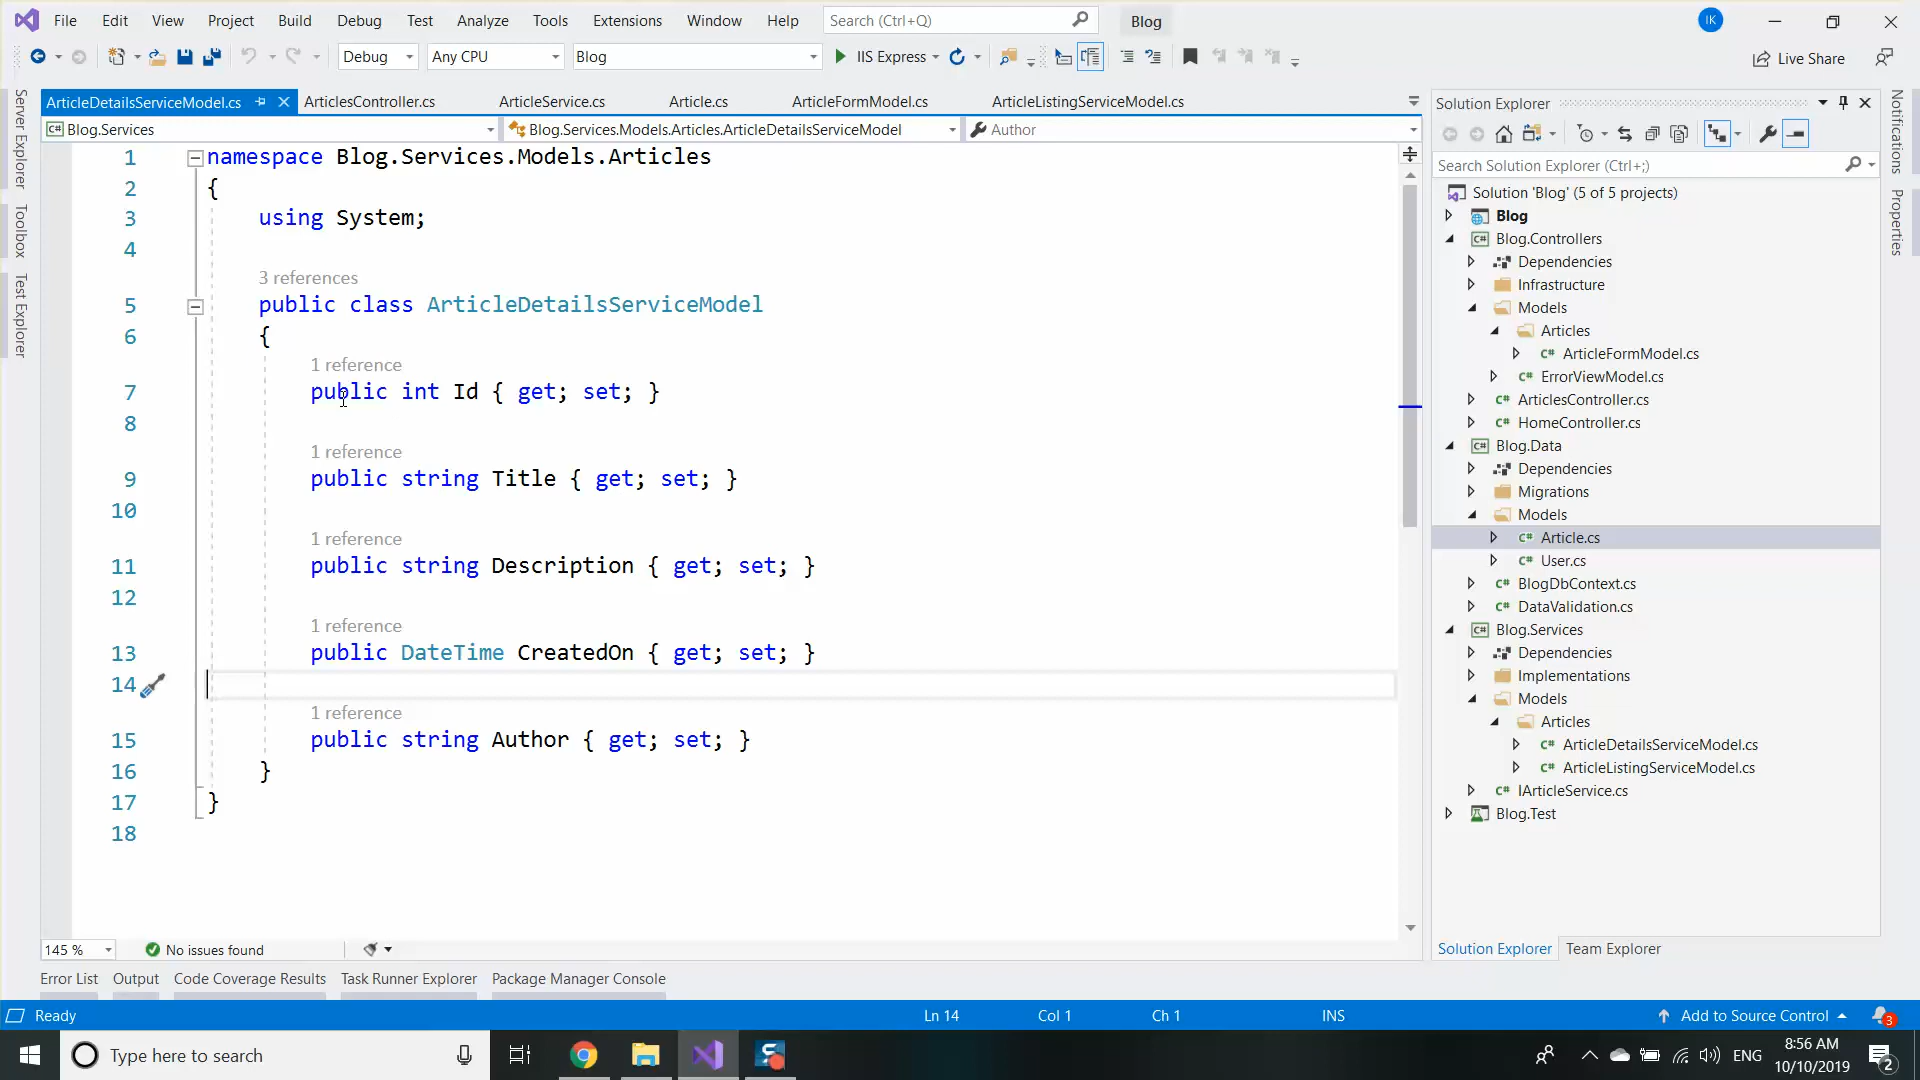 File Edit View Project Build Debug Test Analyze Tools Extensions Window Help Search (Ctrl+Q) Blog IK
Debug Any CPU Blog IIS Express Live Share
ArticleDetailsServiceModel.cs ArticlesController.cs ArticleService.cs Article.cs ArticleFormModel.cs ArticleListingServiceModel.cs
Blog.Services Blog.Services.Models.Articles.ArticleDetailsServiceModel Author
Server Explorer
Toolbox
Test Explorer
1 namespace Blog.Services.Models.Articles
2 {
3 using System;
4
3 references
5 public class ArticleDetailsServiceModel
6 {
1 reference
7 public int Id { get; set; }
8
1 reference
9 public string Title { get; set; }
10
1 reference
11 public string Description { get; set; }
12
1 reference
13 public DateTime CreatedOn { get; set; }
14
1 reference
15 public string Author { get; set; }
16 }
17 }
18
145 % No issues found
Solution Explorer
Search Solution Explorer (Ctrl+;)
Solution 'Blog' (5 of 5 projects)
Blog
C# Blog.Controllers
Dependencies
Infrastructure
Models
Articles
C# ArticleFormModel.cs
C# ErrorViewModel.cs
C# ArticlesController.cs
C# HomeController.cs
C# Blog.Data
Dependencies
Migrations
Models
C# Article.cs
C# User.cs
C# BlogDbContext.cs
C# DataValidation.cs
C# Blog.Services
Dependencies
Implementations
Models
Articles
C# ArticleDetailsServiceModel.cs
C# ArticleListingServiceModel.cs
C# IArticleService.cs
Blog.Test
Solution Explorer Team Explorer
Notifications
Properties
Error List Output Code Coverage Results Task Runner Explorer Package Manager Console
Ready Ln 14 Col 1 Ch 1 INS Add to Source Control 3
Type here to search ENG 8:56 AM
10/10/2019 2